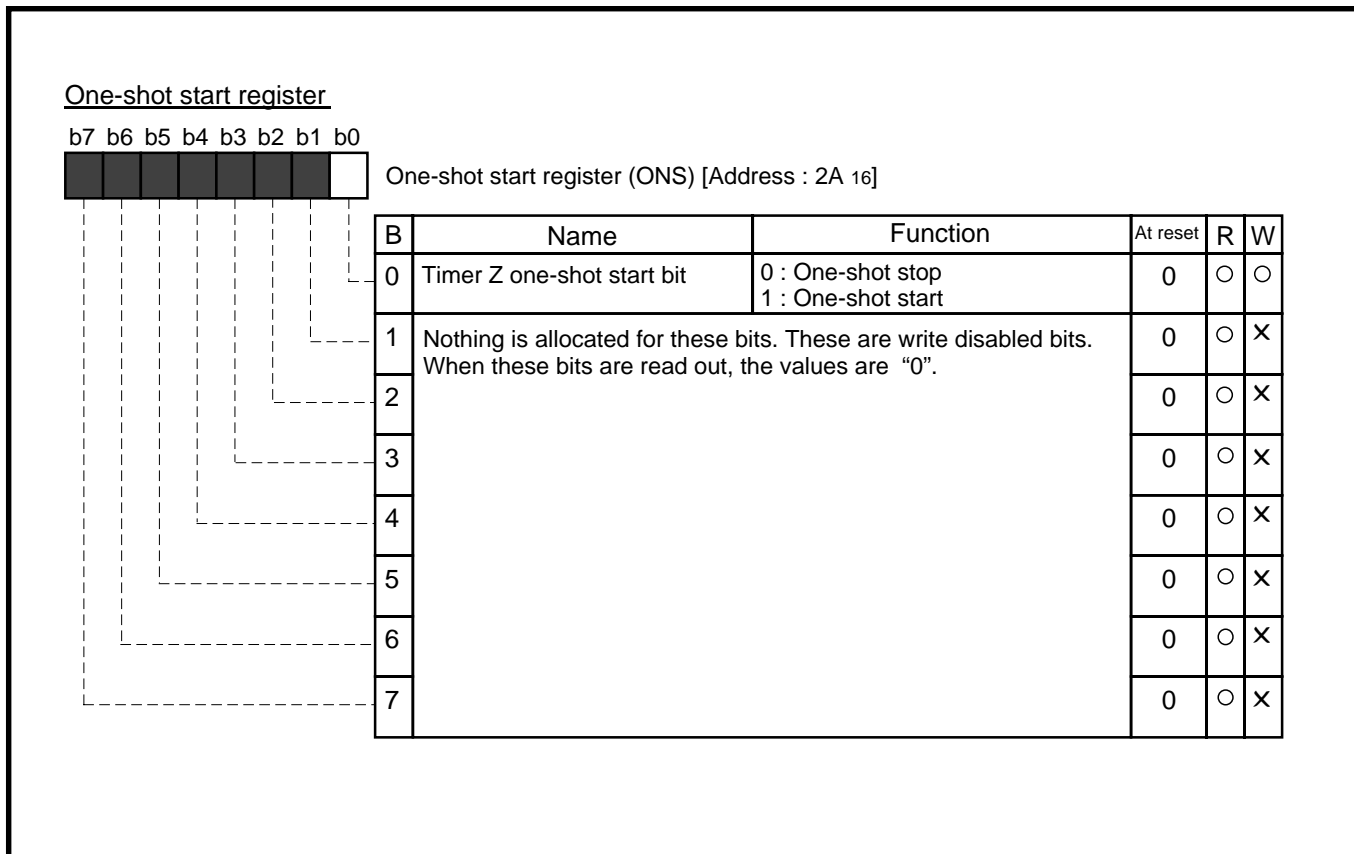 One-shot start register
b7 b6 b5 b4 b3 b2 b1 b0
One-shot start register (ONS) [Address : 2A 16]
B Name Function At reset R W
0 Timer Z one-shot start bit 0 : One-shot stop 0 ○ ○
1 : One-shot start
1 Nothing is allocated for these bits. These are write disabled bits. 0 ○ ×
When these bits are read out, the values are “0”.
2 0 ○ ×
3 0 ○ ×
4 0 ○ ×
5 0 ○ ×
6 0 ○ ×
7 0 ○ ×